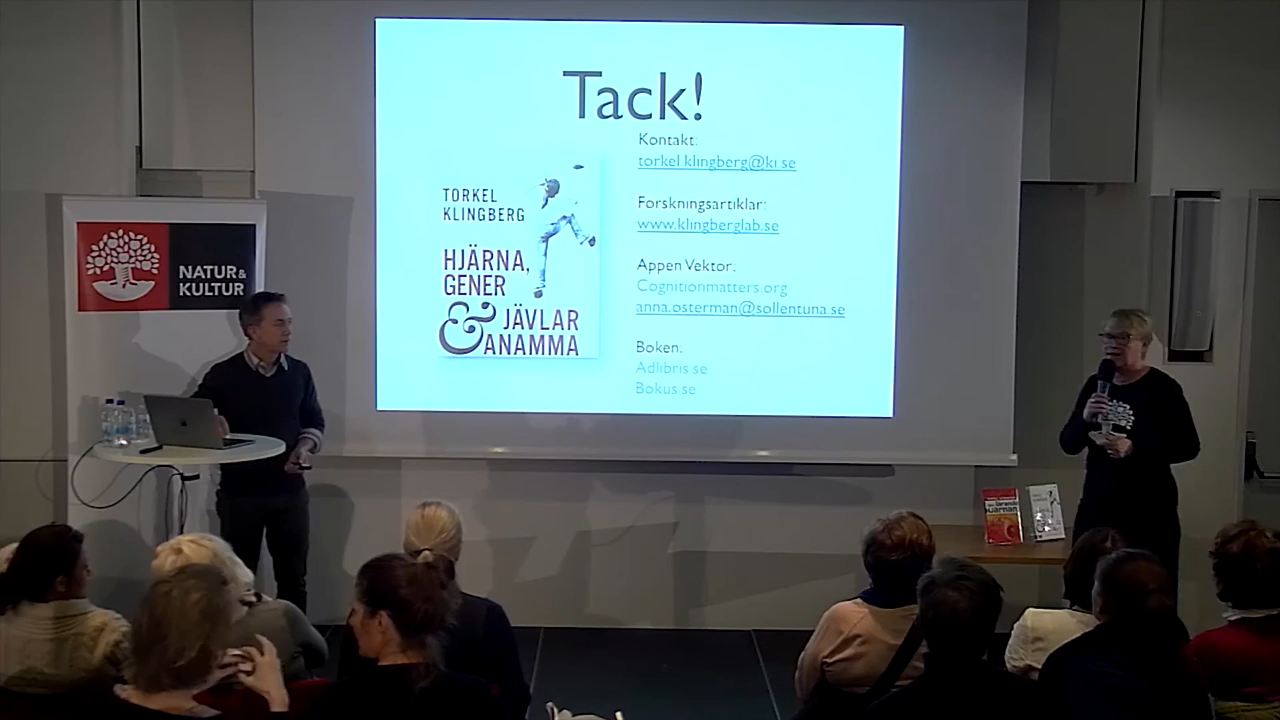 Tack!
Kontakt:
torkel.klingberg@ki.se
Forskningsartiklar:
www.klingberglab.se
Appen Vektor:
Cognitionmatters.org
anna.osterman@sollentuna.se
Boken:
Adlibris.se
Bokus.se
TORKEL
KLINGBERG
HJÄRNA,
GENER
& JÄVLAR
ANAMMA
NATUR&
KULTUR